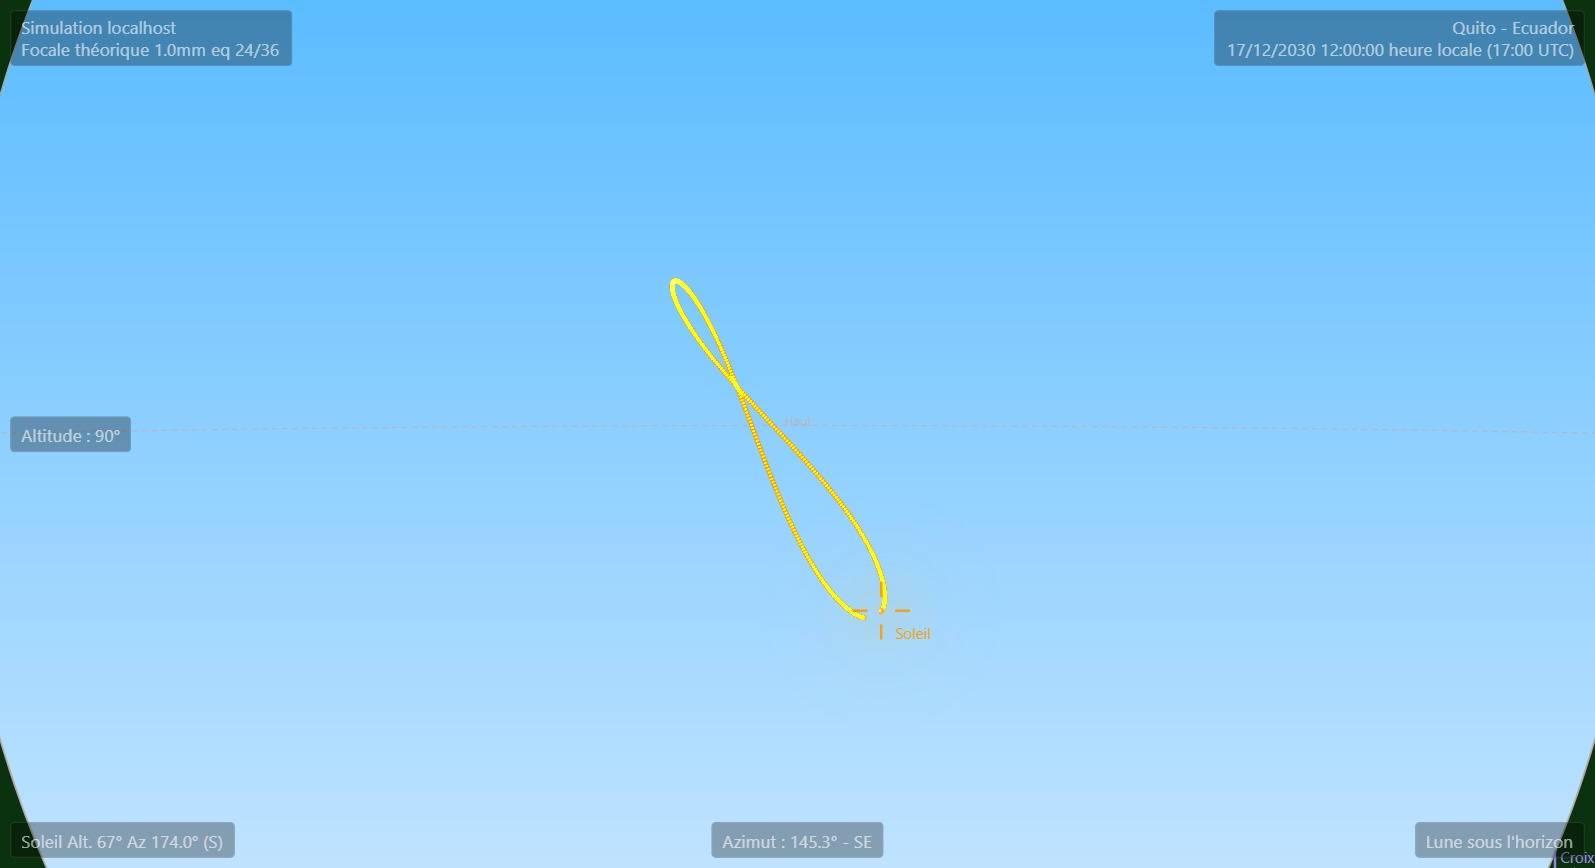 Simulation localhost
Focale théorique 1.0mm eq 24/36
Quito - Ecuador
17/12/2030 12:00:00 heure locale (17:00 UTC)
Haut
Altitude : 90°
Soleil
Soleil Alt. 67° Az 174.0° (S)
Azimut : 145.3° - SE
Lune sous l'horizon
Croix